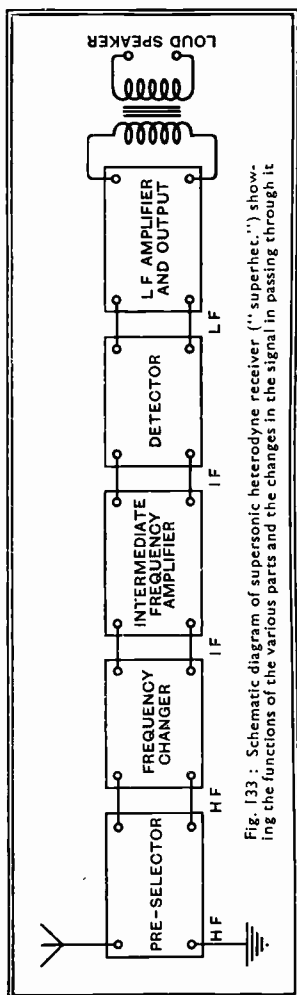 HF
PRE-SELECTOR
HF
FREQUENCY
CHANGER
IF
INTERMEDIATE
FREQUENCY
AMPLIFIER
IF
DETECTOR
LF
LF AMPLIFIER
AND OUTPUT
LOUD SPEAKER
Fig. 133 : Schematic diagram of supersonic heterodyne receiver (" superhet.") show-
ing the functions of the various parts and the changes in the signal in passing through it